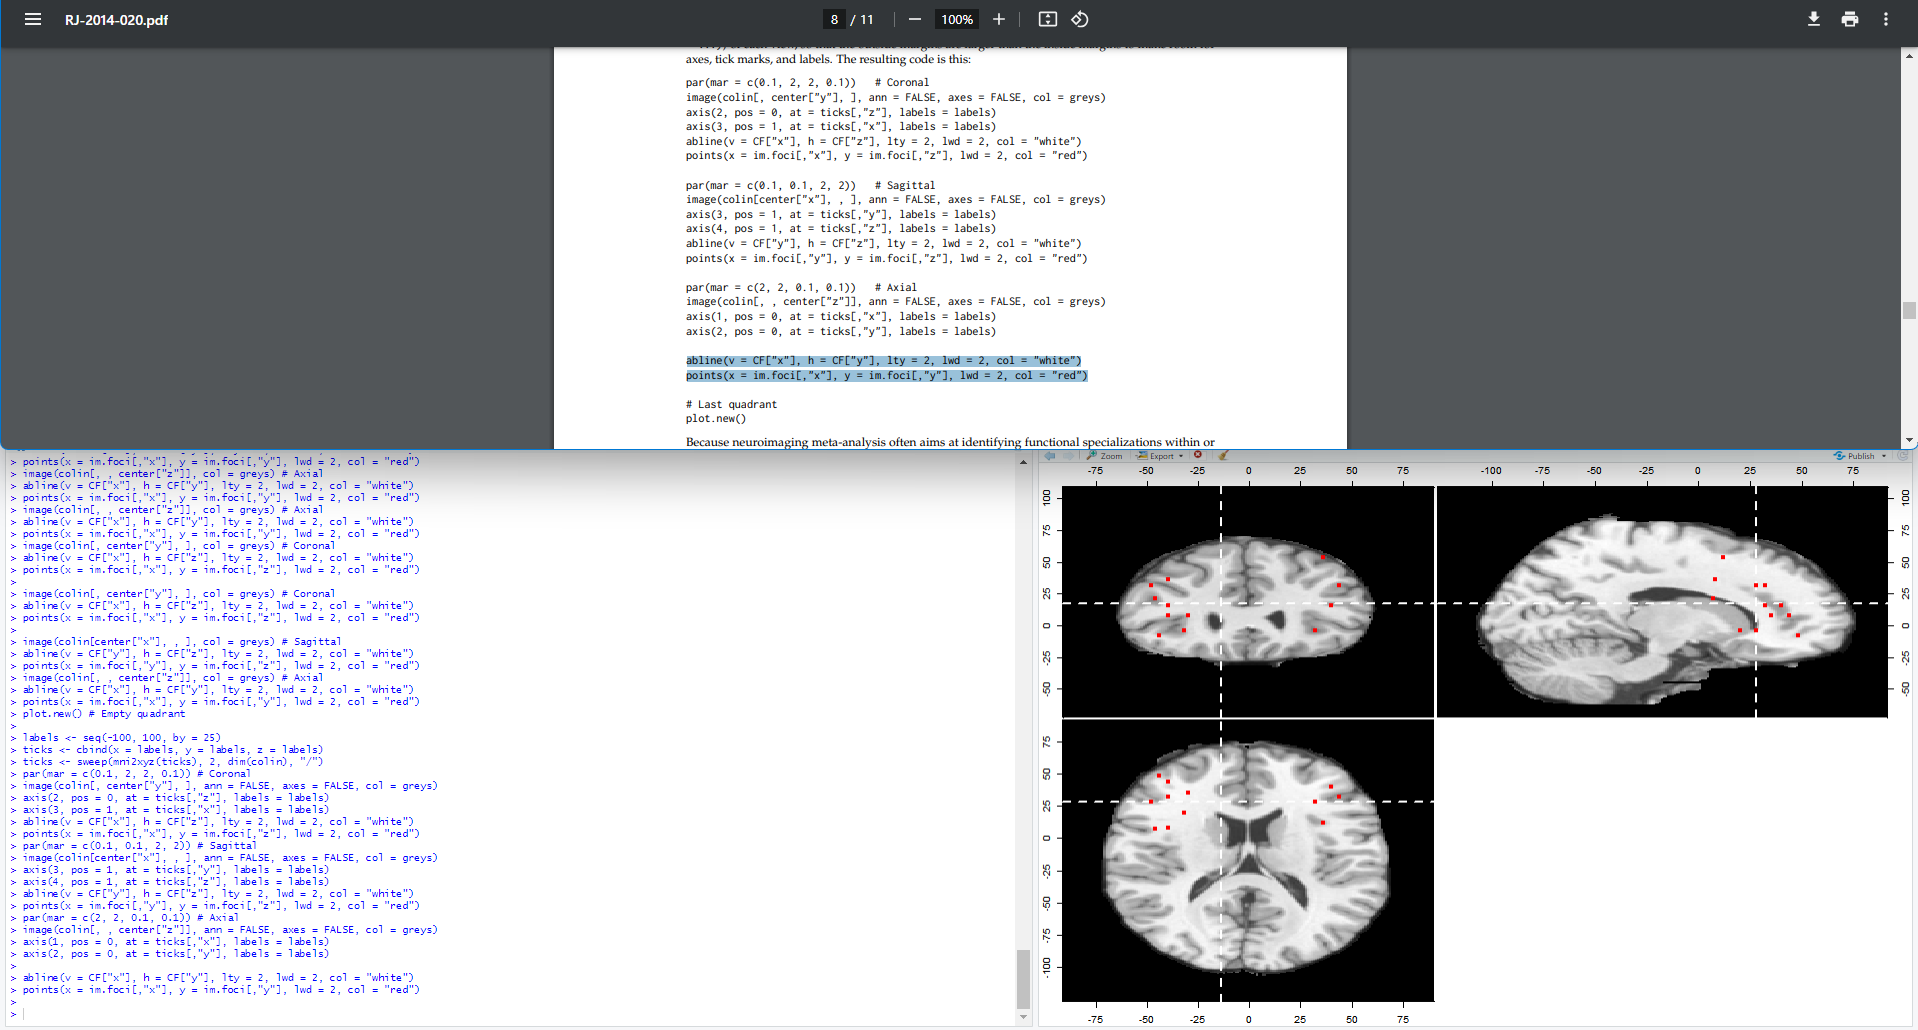 RJ-2014-020.pdf
8 / 11
100%
axes, tick marks, and labels. The resulting code is this:
par(mar = c(0.1, 2, 2, 0.1))   # Coronal
image(colin[, center["y"], ], ann = FALSE, axes = FALSE, col = greys)
axis(2, pos = 0, at = ticks[,"z"], labels = labels)
axis(3, pos = 1, at = ticks[,"x"], labels = labels)
abline(v = CF["x"], h = CF["z"], lty = 2, lwd = 2, col = "white")
points(x = im.foci[,"x"], y = im.foci[,"z"], lwd = 2, col = "red")
par(mar = c(0.1, 0.1, 2, 2))   # Sagittal
image(colin[center["x"], , ], ann = FALSE, axes = FALSE, col = greys)
axis(3, pos = 1, at = ticks[,"y"], labels = labels)
axis(4, pos = 1, at = ticks[,"z"], labels = labels)
abline(v = CF["y"], h = CF["z"], lty = 2, lwd = 2, col = "white")
points(x = im.foci[,"y"], y = im.foci[,"z"], lwd = 2, col = "red")
par(mar = c(2, 2, 0.1, 0.1))   # Axial
image(colin[, , center["z"]], ann = FALSE, axes = FALSE, col = greys)
axis(1, pos = 0, at = ticks[,"x"], labels = labels)
axis(2, pos = 0, at = ticks[,"y"], labels = labels)
abline(v = CF["x"], h = CF["y"], lty = 2, lwd = 2, col = "white")
points(x = im.foci[,"x"], y = im.foci[,"y"], lwd = 2, col = "red")
# Last quadrant
plot.new()
Because neuroimaging meta-analysis often aims at identifying functional specializations within or
> points(x = im.foci[,"x"], y = im.foci[,"y"], lwd = 2, col = "red")
> image(colin[, , center["z"]], col = greys) # Axial
> abline(v = CF["x"], h = CF["y"], lty = 2, lwd = 2, col = "white")
> points(x = im.foci[,"x"], y = im.foci[,"y"], lwd = 2, col = "red")
> image(colin[, , center["z"]], col = greys) # Axial
> abline(v = CF["x"], h = CF["y"], lty = 2, lwd = 2, col = "white")
> points(x = im.foci[,"x"], y = im.foci[,"y"], lwd = 2, col = "red")
> image(colin[, center["y"], ], col = greys) # Coronal
> abline(v = CF["x"], h = CF["z"], lty = 2, lwd = 2, col = "white")
> points(x = im.foci[,"x"], y = im.foci[,"z"], lwd = 2, col = "red")
>
> image(colin[, center["y"], ], col = greys) # Coronal
> abline(v = CF["x"], h = CF["z"], lty = 2, lwd = 2, col = "white")
> points(x = im.foci[,"x"], y = im.foci[,"z"], lwd = 2, col = "red")
>
> image(colin[center["x"], , ], col = greys) # Sagittal
> abline(v = CF["y"], h = CF["z"], lty = 2, lwd = 2, col = "white")
> points(x = im.foci[,"y"], y = im.foci[,"z"], lwd = 2, col = "red")
> image(colin[, , center["z"]], col = greys) # Axial
> abline(v = CF["x"], h = CF["y"], lty = 2, lwd = 2, col = "white")
> points(x = im.foci[,"x"], y = im.foci[,"y"], lwd = 2, col = "red")
> plot.new() # Empty quadrant
>
> labels <- seq(-100, 100, by = 25)
> ticks <- cbind(x = labels, y = labels, z = labels)
> ticks <- sweep(mni2xyz(ticks), 2, dim(colin), "/")
> par(mar = c(0.1, 2, 2, 0.1)) # Coronal
> image(colin[, center["y"], ], ann = FALSE, axes = FALSE, col = greys)
> axis(2, pos = 0, at = ticks[,"z"], labels = labels)
> axis(3, pos = 1, at = ticks[,"x"], labels = labels)
> abline(v = CF["x"], h = CF["z"], lty = 2, lwd = 2, col = "white")
> points(x = im.foci[,"x"], y = im.foci[,"z"], lwd = 2, col = "red")
> par(mar = c(0.1, 0.1, 2, 2)) # Sagittal
> image(colin[center["x"], , ], ann = FALSE, axes = FALSE, col = greys)
> axis(3, pos = 1, at = ticks[,"y"], labels = labels)
> axis(4, pos = 1, at = ticks[,"z"], labels = labels)
> abline(v = CF["y"], h = CF["z"], lty = 2, lwd = 2, col = "white")
> points(x = im.foci[,"y"], y = im.foci[,"z"], lwd = 2, col = "red")
> par(mar = c(2, 2, 0.1, 0.1)) # Axial
> image(colin[, , center["z"]], ann = FALSE, axes = FALSE, col = greys)
> axis(1, pos = 0, at = ticks[,"x"], labels = labels)
> axis(2, pos = 0, at = ticks[,"y"], labels = labels)
>
> abline(v = CF["x"], h = CF["y"], lty = 2, lwd = 2, col = "white")
> points(x = im.foci[,"x"], y = im.foci[,"y"], lwd = 2, col = "red")
>
>
Zoom Export Publish
-75 -50 -25 0 25 50 75
-100 -50 -25 0 25 50 75
100 75 50 25 0 -25 -50
100 75 50 25 0 -25 -50
75 50 25 0 -25 -50 -75 -100
-75 -50 -25 0 25 50 75